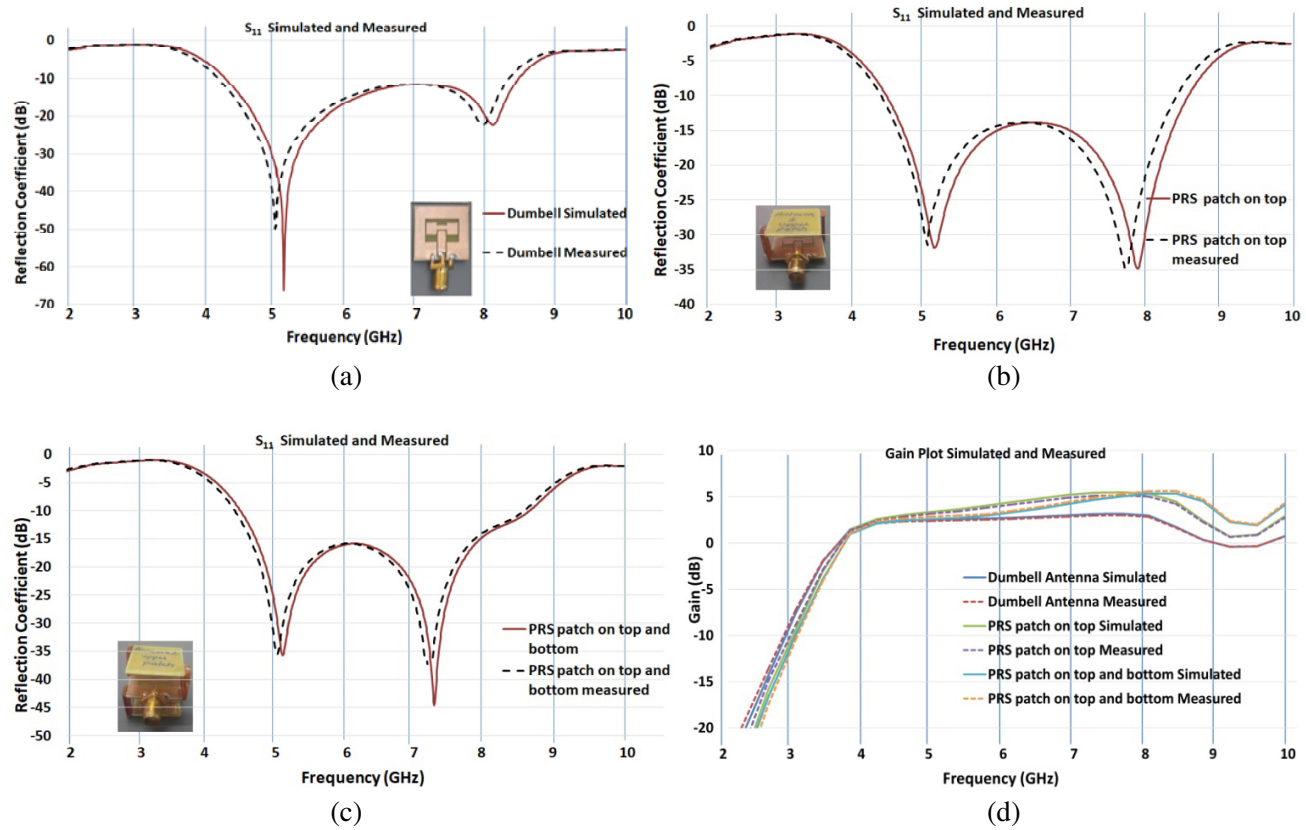 S11 Simulated and Measured
0
-10
-20
-30
-40
-50
-60
-70
Reflection Coefficient (dB)
Dumbell Simulated
Dumbell Measured
2 3 4 5 6 7 8 9 10
Frequency (GHz)
(a)
S11 Simulated and Measured
0
-5
-10
-15
-20
-25
-30
-35
-40
Reflection Coefficient (dB)
PRS patch on top
PRS patch on top
measured
2 3 4 5 6 7 8 9 10
Frequency (GHz)
(b)
S11 Simulated and Measured
0
-5
-10
-15
-20
-25
-30
-35
-40
-45
-50
Reflection Coefficient (dB)
PRS patch on top and
bottom
PRS patch on top and
bottom measured
2 3 4 5 6 7 8 9 10
Frequency (GHz)
(c)
Gain Plot Simulated and Measured
10
5
0
-5
-10
-15
-20
Gain (dB)
Dumbell Antenna Simulated
Dumbell Antenna Measured
PRS patch on top Simulated
PRS patch on top Measured
PRS patch on top and bottom Simulated
PRS patch on top and bottom Measured
2 3 4 5 6 7 8 9 10
Frequency (GHz)
(d)